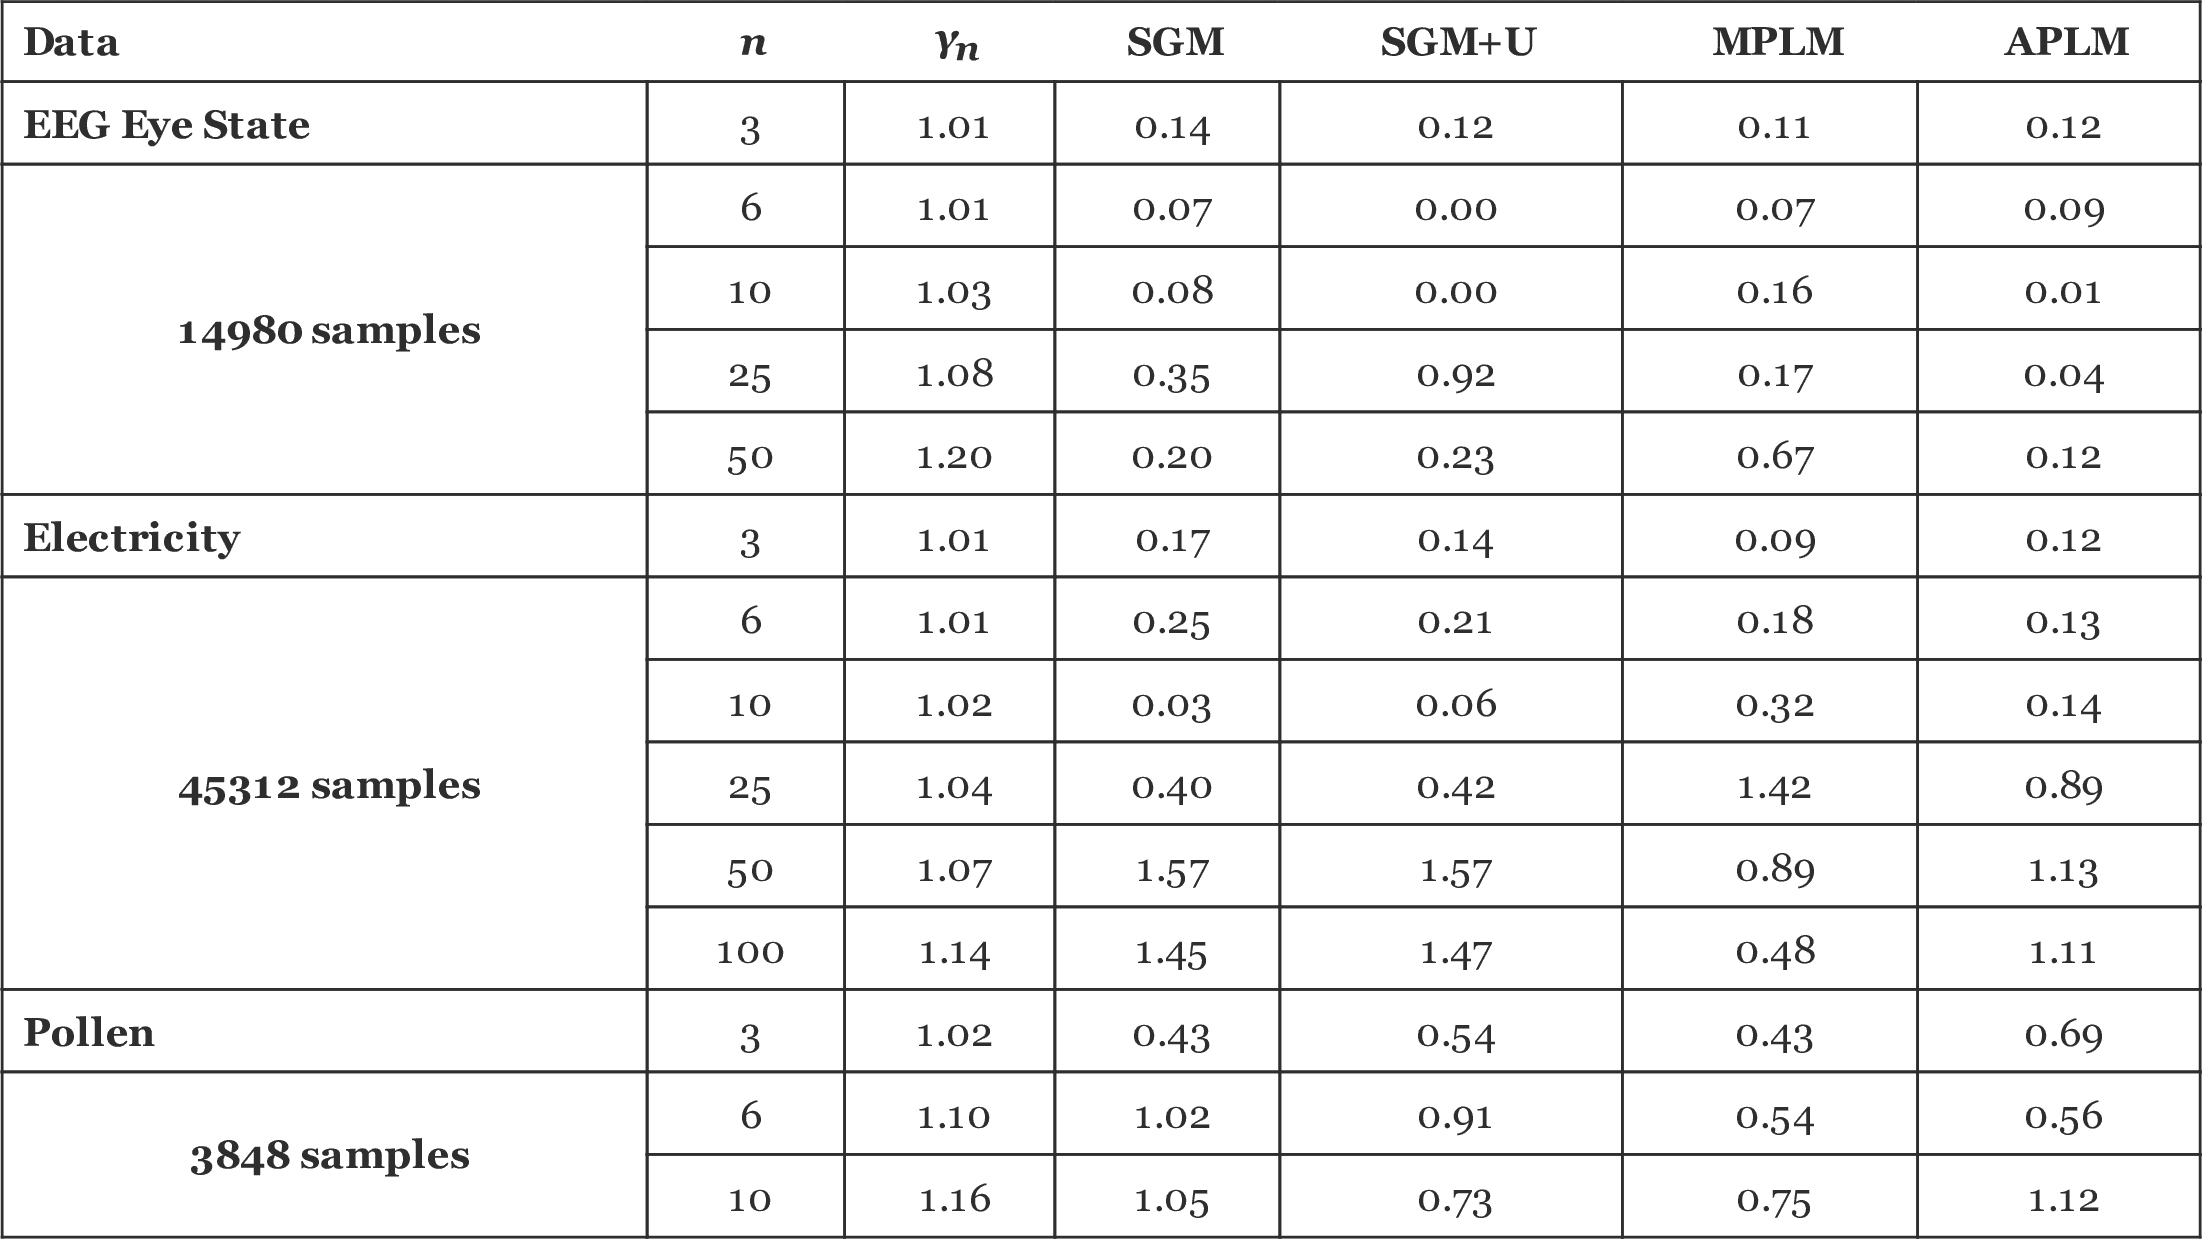 Data n γn SGM SGM+U MPLM APLM
EEG Eye State 3 1.01 0.14 0.12 0.11 0.12
6 1.01 0.07 0.00 0.07 0.09
10 1.03 0.08 0.00 0.16 0.01
14980 samples
25 1.08 0.35 0.92 0.17 0.04
50 1.20 0.20 0.23 0.67 0.12
Electricity 3 1.01 0.17 0.14 0.09 0.12
6 1.01 0.25 0.21 0.18 0.13
10 1.02 0.03 0.06 0.32 0.14
45312 samples 25 1.04 0.40 0.42 1.42 0.89
50 1.07 1.57 1.57 0.89 1.13
100 1.14 1.45 1.47 0.48 1.11
Pollen 3 1.02 0.43 0.54 0.43 0.69
6 1.10 1.02 0.91 0.54 0.56
3848 samples
10 1.16 1.05 0.73 0.75 1.12